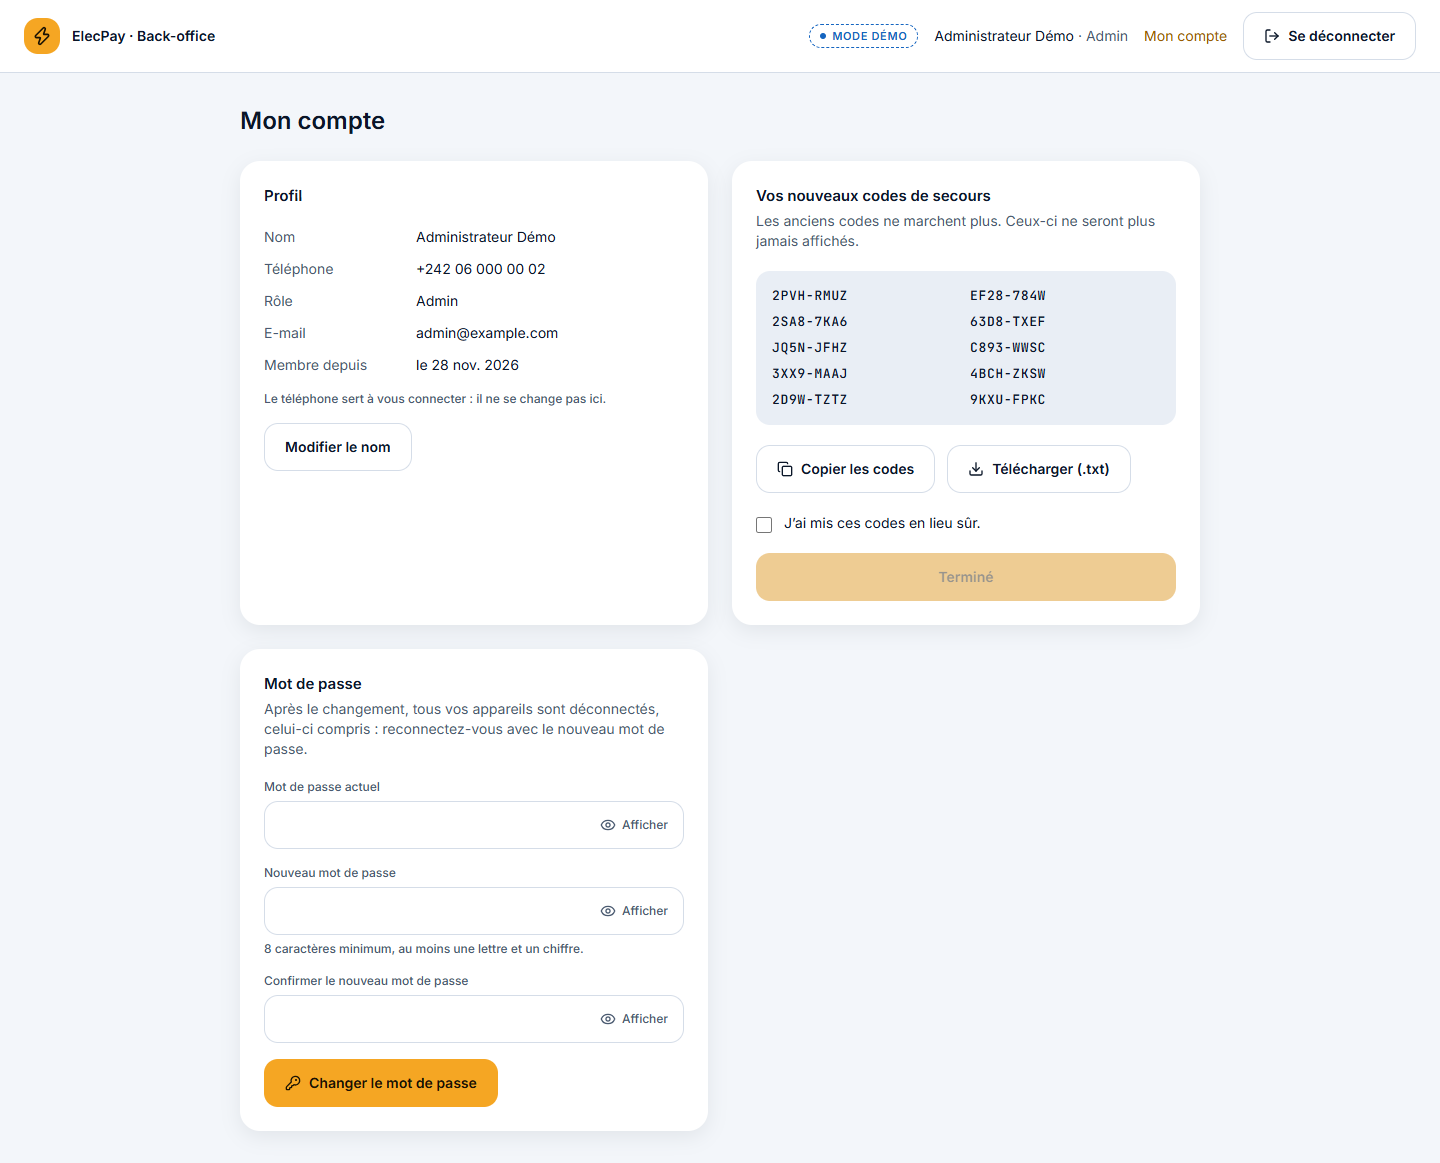 ElecPay · Back-office
MODE DÉMO
Administrateur Démo · Admin
Mon compte
Se déconnecter
Mon compte
Profil
Nom Administrateur Démo
Téléphone +242 06 000 00 02
Rôle Admin
E-mail admin@example.com
Membre depuis le 28 nov. 2026
Le téléphone sert à vous connecter : il ne se change pas ici.
Modifier le nom
Vos nouveaux codes de secours
Les anciens codes ne marchent plus. Ceux-ci ne seront plus
jamais affichés.
2PVH-RMUZ EF28-784W
2SA8-7KA6 63D8-TXEF
JQ5N-JFHZ C893-WWSC
3XX9-MAAJ 4BCH-ZKSW
2D9W-TZTZ 9KXU-FPKC
Copier les codes
Télécharger (.txt)
J’ai mis ces codes en lieu sûr.
Terminé
Mot de passe
Après le changement, tous vos appareils sont déconnectés,
celui-ci compris : reconnectez-vous avec le nouveau mot de
passe.
Mot de passe actuel
Afficher
Nouveau mot de passe
Afficher
8 caractères minimum, au moins une lettre et un chiffre.
Confirmer le nouveau mot de passe
Afficher
Changer le mot de passe